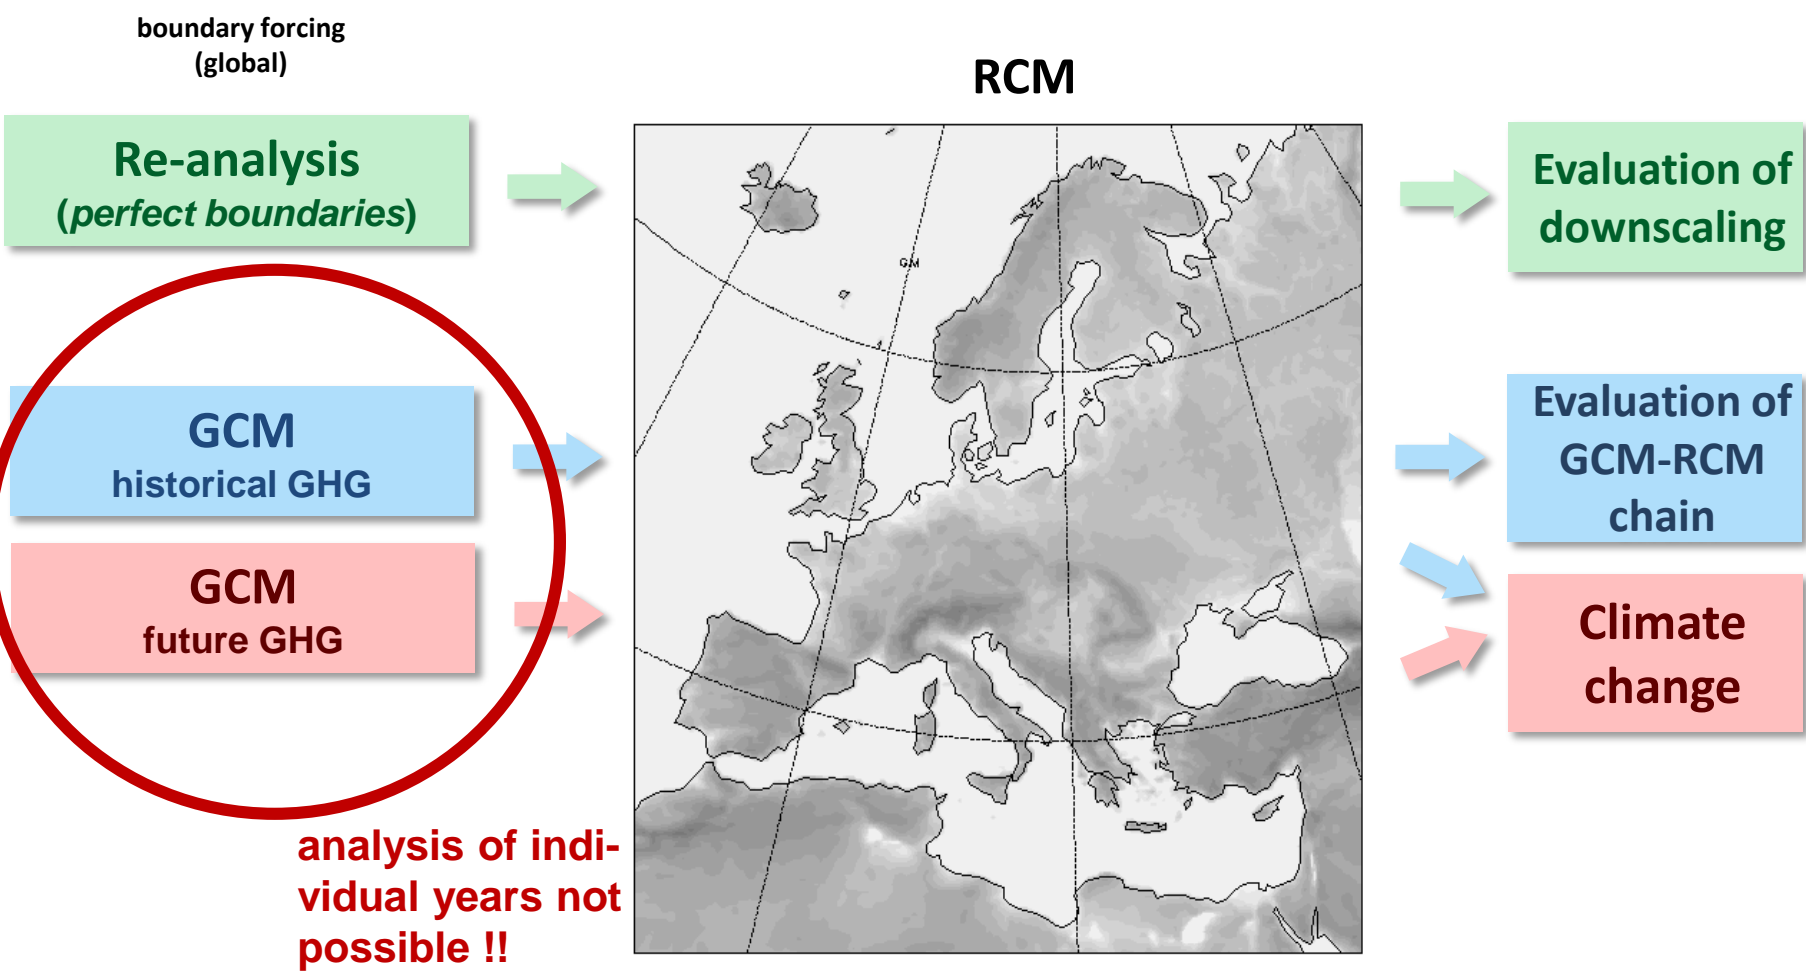 boundary forcing
(global)
RCM
Re-analysis
(perfect boundaries)
Evaluation of
downscaling
GM
GCM
historical GHG
Evaluation of
GCM-RCM
chain
GCM
future GHG
Climate
change
analysis of indi-
vidual years not
possible !!